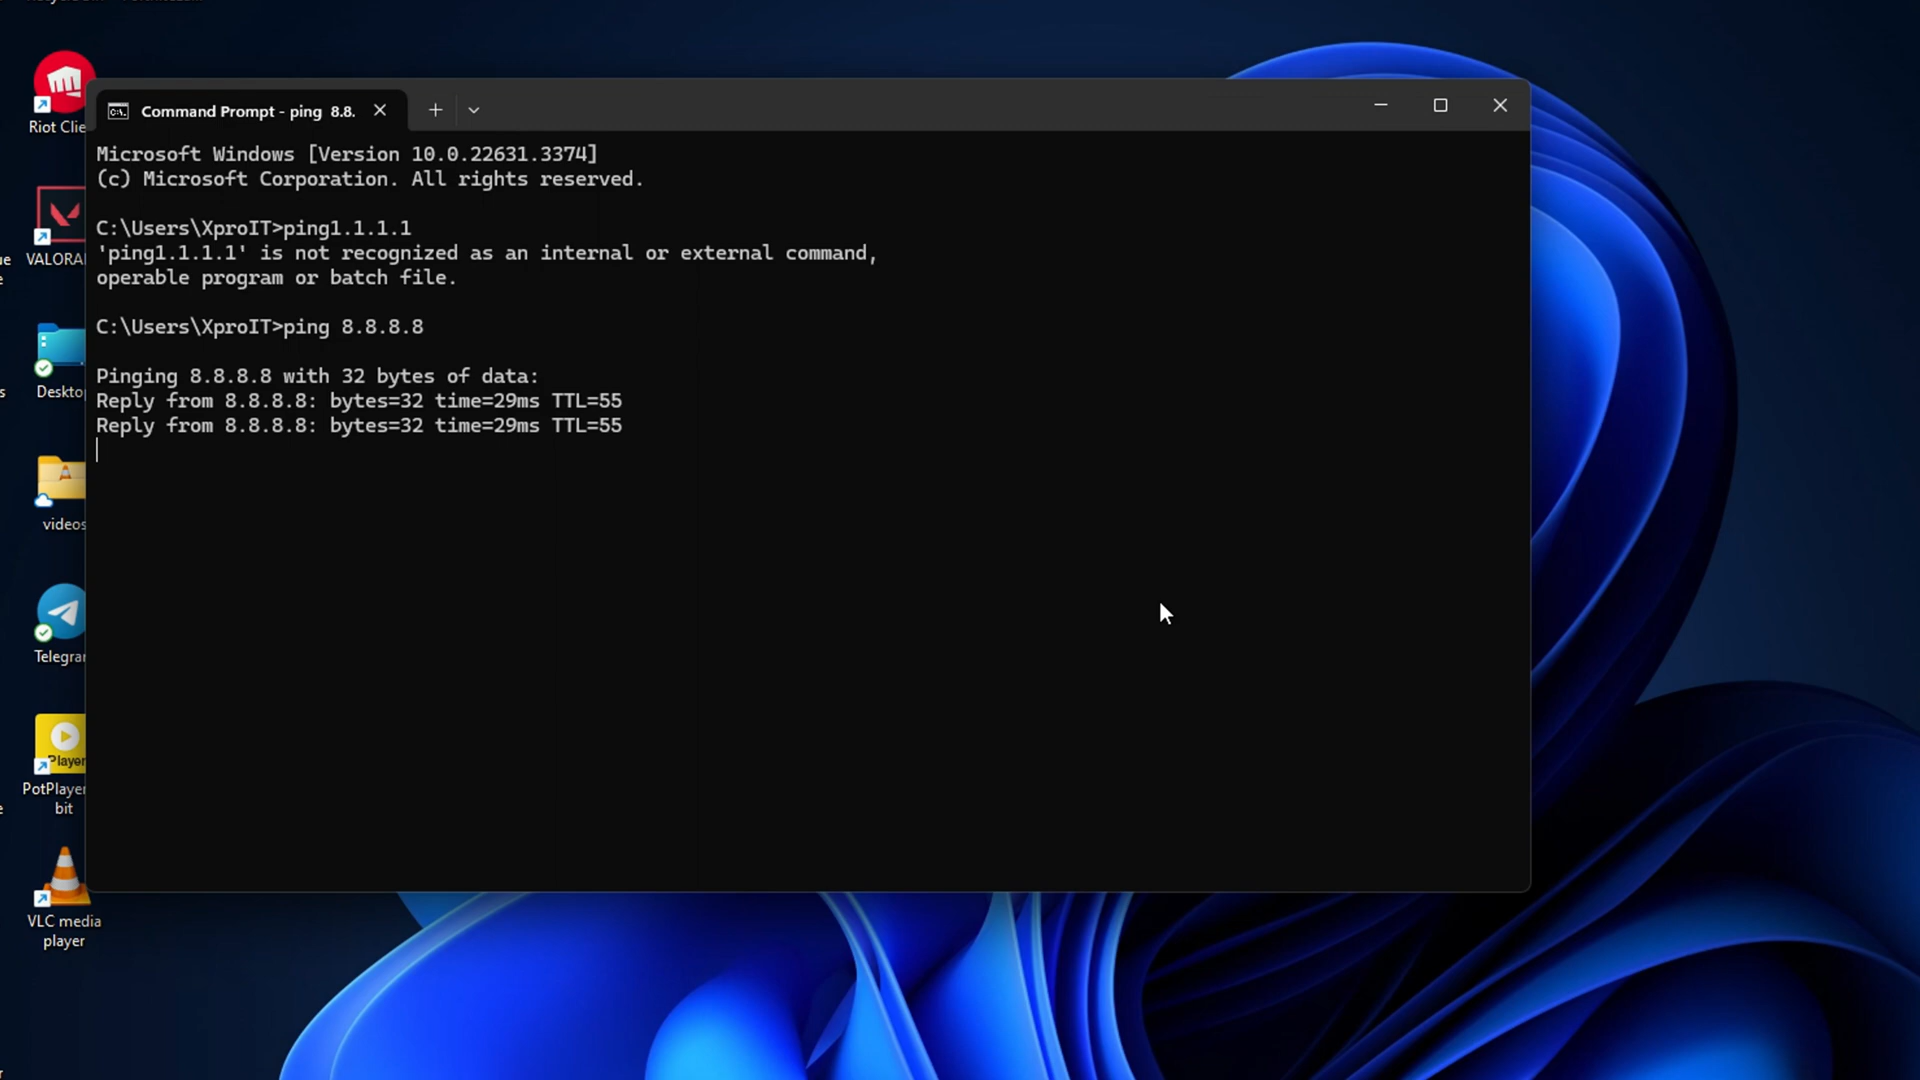 Command Prompt - ping 8.8.
Microsoft Windows [Version 10.0.22631.3374]
(c) Microsoft Corporation. All rights reserved.
C:\Users\XproIT>ping1.1.1.1
'ping1.1.1.1' is not recognized as an internal or external command,
operable program or batch file.
C:\Users\XproIT>ping 8.8.8.8
Pinging 8.8.8.8 with 32 bytes of data:
Reply from 8.8.8.8: bytes=32 time=29ms TTL=55
Reply from 8.8.8.8: bytes=32 time=29ms TTL=55
Riot Clie
VALORA
Deskto
videos
Telegra
Player
PotPlaye
bit
VLC media
player